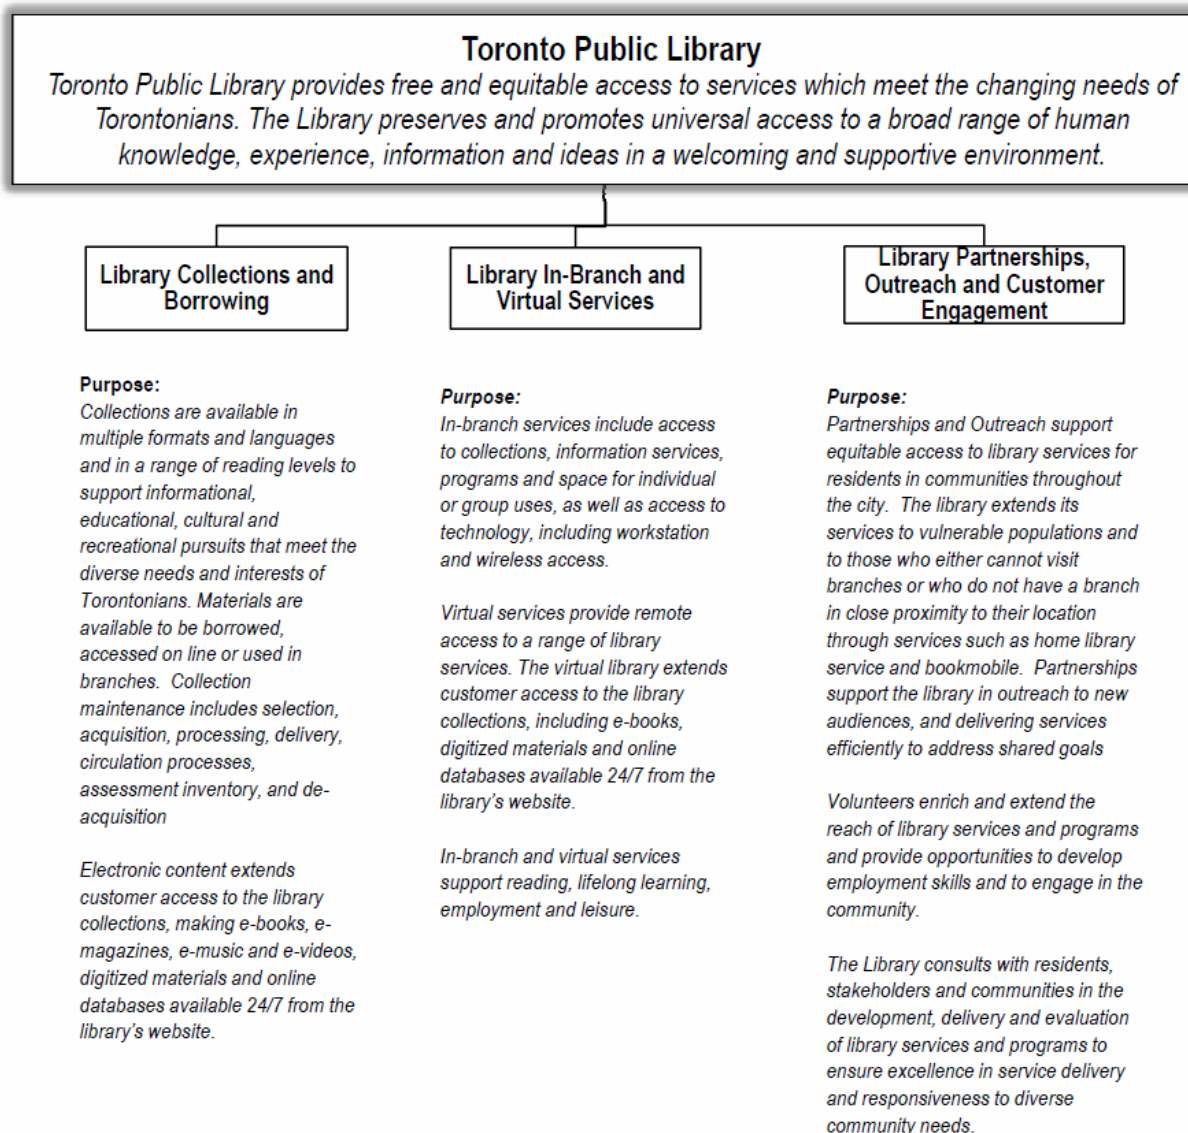 Toronto Public Library
Toronto Public Library provides free and equitable access to services which meet the changing needs of
Torontonians. The Library preserves and promotes universal access to a broad range of human
knowledge, experience, information and ideas in a welcoming and supportive environment.
Library Collections and
Borrowing
Purpose:
Collections are available in
multiple formats and languages
and in a range of reading levels to
support informational,
educational, cultural and
recreational pursuits that meet the
diverse needs and interests of
Torontonians. Materials are
available to be borrowed,
accessed on line or used in
branches.  Collection
maintenance includes selection,
acquisition, processing, delivery,
circulation processes,
assessment inventory, and de-
acquisition
Electronic content extends
customer access to the library
collections, making e-books, e-
magazines, e-music and e-videos,
digitized materials and online
databases available 24/7 from the
library's website.
Library In-Branch and
Virtual Services
Purpose:
In-branch services include access
to collections, information services,
programs and space for individual
or group uses, as well as access to
technology, including workstation
and wireless access.
Virtual services provide remote
access to a range of library
services. The virtual library extends
customer access to the library
collections, including e-books,
digitized materials and online
databases available 24/7 from the
library's website.
In-branch and virtual services
support reading, lifelong learning,
employment and leisure.
Library Partnerships,
Outreach and Customer
Engagement
Purpose:
Partnerships and Outreach support
equitable access to library services for
residents in communities throughout
the city.  The library extends its
services to vulnerable populations and
to those who either cannot visit
branches or who do not have a branch
in close proximity to their location
through services such as home library
service and bookmobile.  Partnerships
support the library in outreach to new
audiences, and delivering services
efficiently to address shared goals
Volunteers enrich and extend the
reach of library services and programs
and provide opportunities to develop
employment skills and to engage in the
community.
The Library consults with residents,
stakeholders and communities in the
development, delivery and evaluation
of library services and programs to
ensure excellence in service delivery
and responsiveness to diverse
community needs.